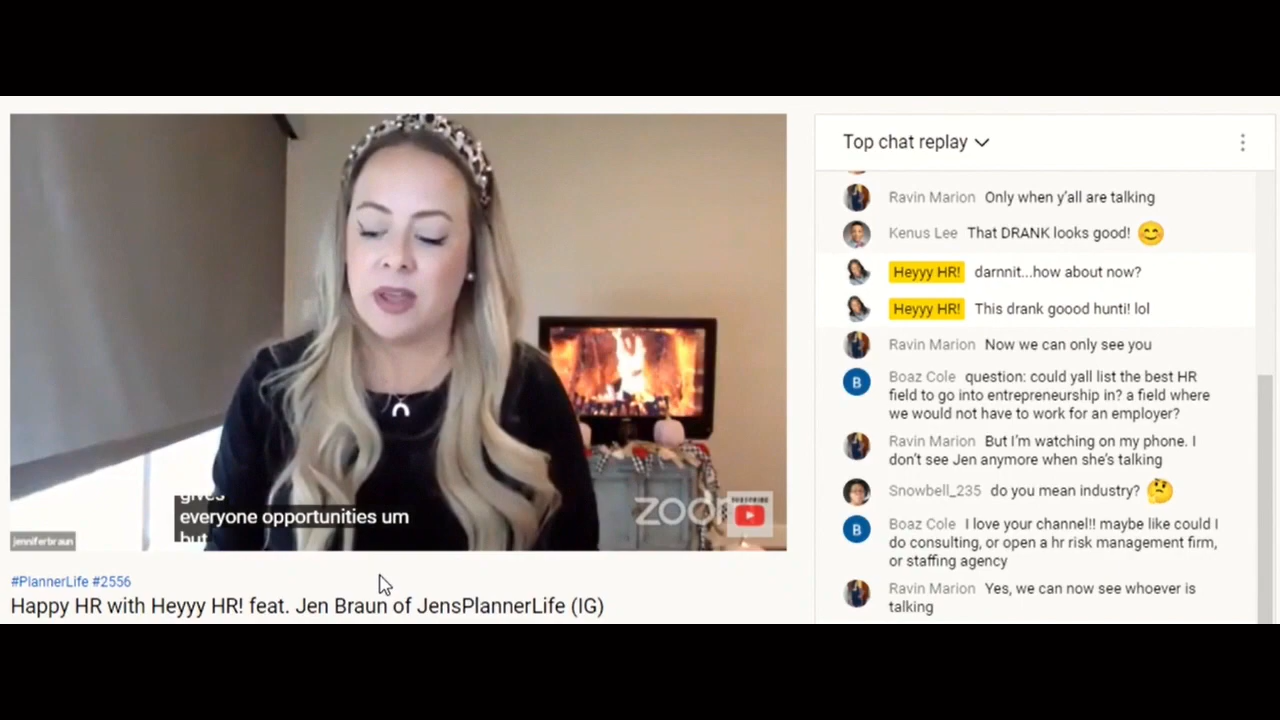 Top chat replay
Ravin Marion Only when y'all are talking
Kenus Lee That DRANK looks good! 😊
Heyyy HR! darnnit...how about now?
Heyyy HR! This drank goood hunti! lol
Ravin Marion Now we can only see you
B
Boaz Cole question: could yall list the best HR
field to go into entrepreneurship in? a field where
we would not have to work for an employer?
Ravin Marion But I'm watching on my phone. I
don't see Jen anymore when she's talking
Snowbell_235 do you mean industry? 🤔
B
Boaz Cole I love your channel!! maybe like could I
do consulting, or open a hr risk management firm,
or staffing agency
Ravin Marion Yes, we can now see whoever is
talking
gives
everyone opportunities um
but
jenniferbraun
zoom
SUBSCRIBE
#PlannerLife #2556
Happy HR with Heyyy HR! feat. Jen Braun of JensPlannerLife (IG)